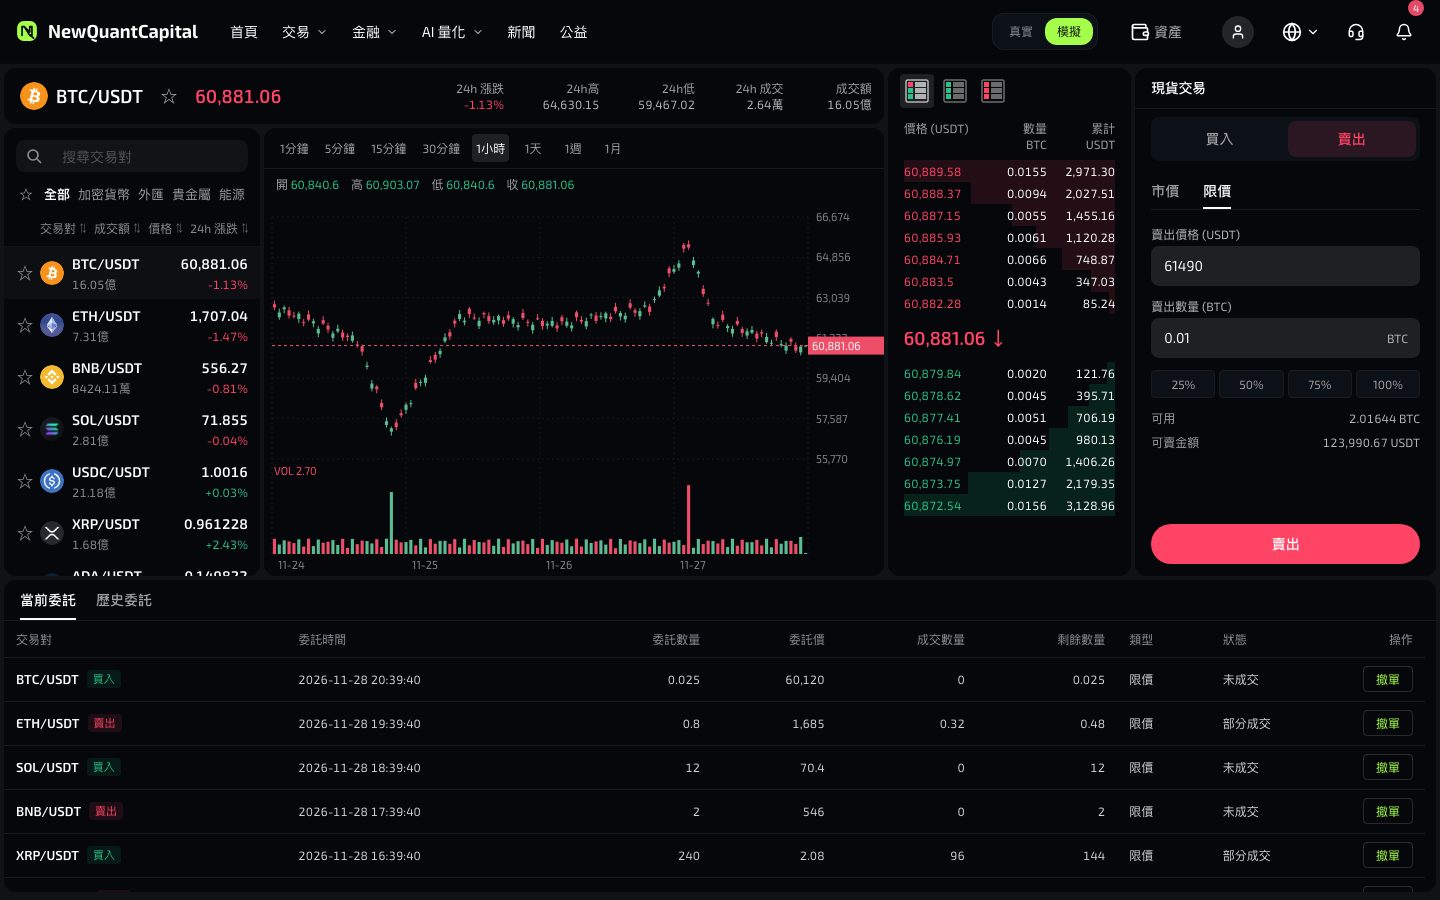 NewQuantCapital 首頁 交易 金融 AI 量化 新聞 公益 真實 模擬 資產 4
BTC/USDT 60,881.06
24h 漲跌 24h高 24h低 24h 成交 成交額
-1.13% 64,630.15 59,467.02 2.64萬 16.05億
搜尋交易對
全部 加密貨幣 外匯 貴金屬 能源
交易對 成交額 價格 24h 漲跌
BTC/USDT 60,881.06
16.05億 -1.13%
ETH/USDT 1,707.04
7.31億 -1.47%
BNB/USDT 556.27
8424.11萬 -0.81%
SOL/USDT 71.855
2.81億 -0.04%
USDC/USDT 1.0016
21.18億 +0.03%
XRP/USDT 0.961228
1.68億 +2.43%
1分鐘 5分鐘 15分鐘 30分鐘 1小時 1天 1週 1月
開 60,840.6 高 60,903.07 低 60,840.6 收 60,881.06
66,674
64,856
63,039
60,881.06
59,404
57,587
55,770
VOL 2.70
11-24 11-25 11-26 11-27
價格 (USDT) 數量 累計
BTC USDT
60,889.58 0.0155 2,971.30
60,888.37 0.0094 2,027.51
60,887.15 0.0055 1,455.16
60,885.93 0.0061 1,120.28
60,884.71 0.0066 748.87
60,883.5 0.0043 347.03
60,882.28 0.0014 85.24
60,881.06 ↓
60,879.84 0.0020 121.76
60,878.62 0.0045 395.71
60,877.41 0.0051 706.19
60,876.19 0.0045 980.13
60,874.97 0.0070 1,406.26
60,873.75 0.0127 2,179.35
60,872.54 0.0156 3,128.96
現貨交易
買入 賣出
市價 限價
賣出價格 (USDT)
61490
賣出數量 (BTC)
0.01 BTC
25% 50% 75% 100%
可用 2.01644 BTC
可賣金額 123,990.67 USDT
賣出
當前委託 歷史委託
交易對 委託時間 委託數量 委託價 成交數量 剩餘數量 類型 狀態 操作
BTC/USDT 買入 2026-11-28 20:39:40 0.025 60,120 0 0.025 限價 未成交 撤單
ETH/USDT 賣出 2026-11-28 19:39:40 0.8 1,685 0.32 0.48 限價 部分成交 撤單
SOL/USDT 買入 2026-11-28 18:39:40 12 70.4 0 12 限價 未成交 撤單
BNB/USDT 賣出 2026-11-28 17:39:40 2 546 0 2 限價 未成交 撤單
XRP/USDT 買入 2026-11-28 16:39:40 240 2.08 96 144 限價 部分成交 撤單